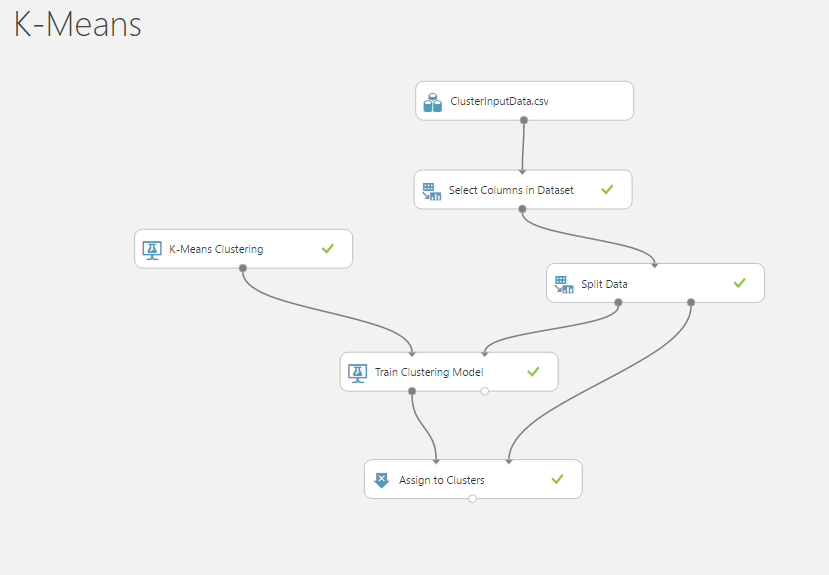 K-Means
ClusterInputData.csv
Select Columns in Dataset
K-Means Clustering
Split Data
Train Clustering Model
Assign to Clusters